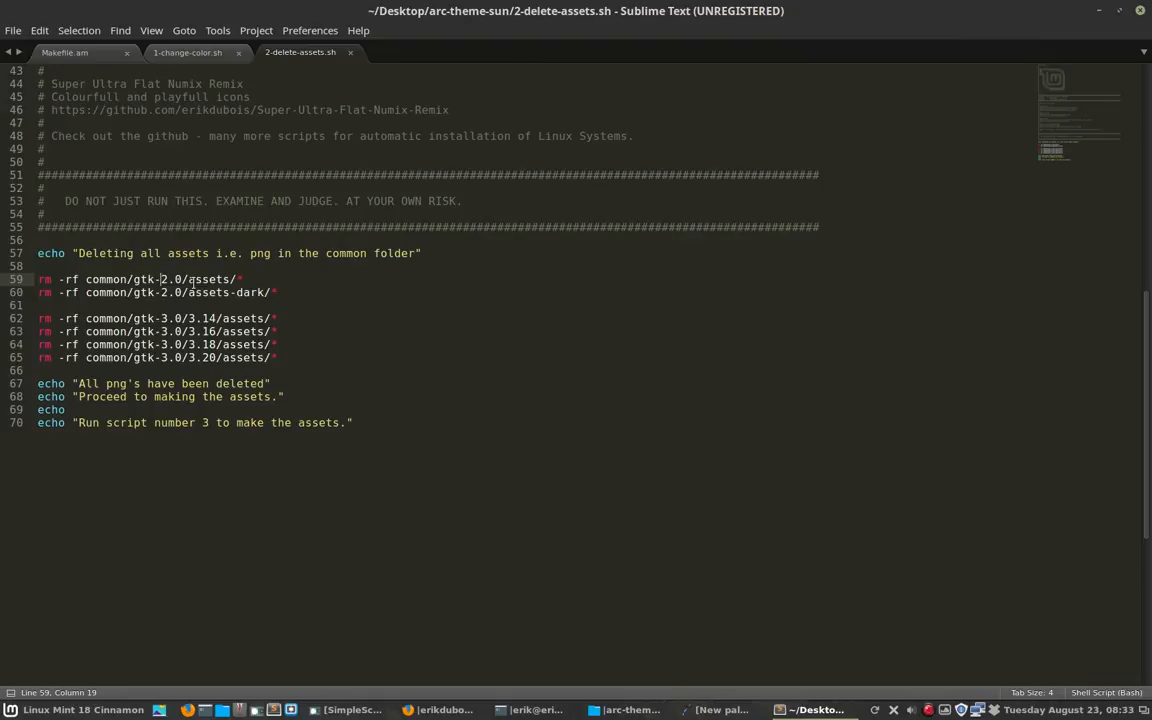 ~/Desktop/arc-theme-sun/2-delete-assets.sh - Sublime Text (UNREGISTERED)
File Edit Selection Find View Goto Tools Project Preferences Help
Makefile.am 1-change-color.sh 2-delete-assets.sh
43 #
44 # Super Ultra Flat Numix Remix
45 # Colourfull and playfull icons
46 # https://github.com/erikdubois/Super-Ultra-Flat-Numix-Remix
47 #
48 # Check out the github - many more scripts for automatic installation of Linux Systems.
49 #
50 #
51 ##################################################################################################################
52 #
53 #   DO NOT JUST RUN THIS. EXAMINE AND JUDGE. AT YOUR OWN RISK.
54 #
55 ##################################################################################################################
56
57 echo "Deleting all assets i.e. png in the common folder"
58
59 rm -rf common/gtk-2.0/assets/*
60 rm -rf common/gtk-2.0/assets-dark/*
61
62 rm -rf common/gtk-3.0/3.14/assets/*
63 rm -rf common/gtk-3.0/3.16/assets/*
64 rm -rf common/gtk-3.0/3.18/assets/*
65 rm -rf common/gtk-3.0/3.20/assets/*
66
67 echo "All png's have been deleted"
68 echo "Proceed to making the assets."
69 echo
70 echo "Run script number 3 to make the assets."
Line 59, Column 19 Tab Size: 4 Shell Script (Bash)
Linux Mint 18 Cinnamon [SimpleSc... |erikdubo... |erik@eri... |arc-them... [New pal... ~/Deskto... Tuesday August 23, 08:33